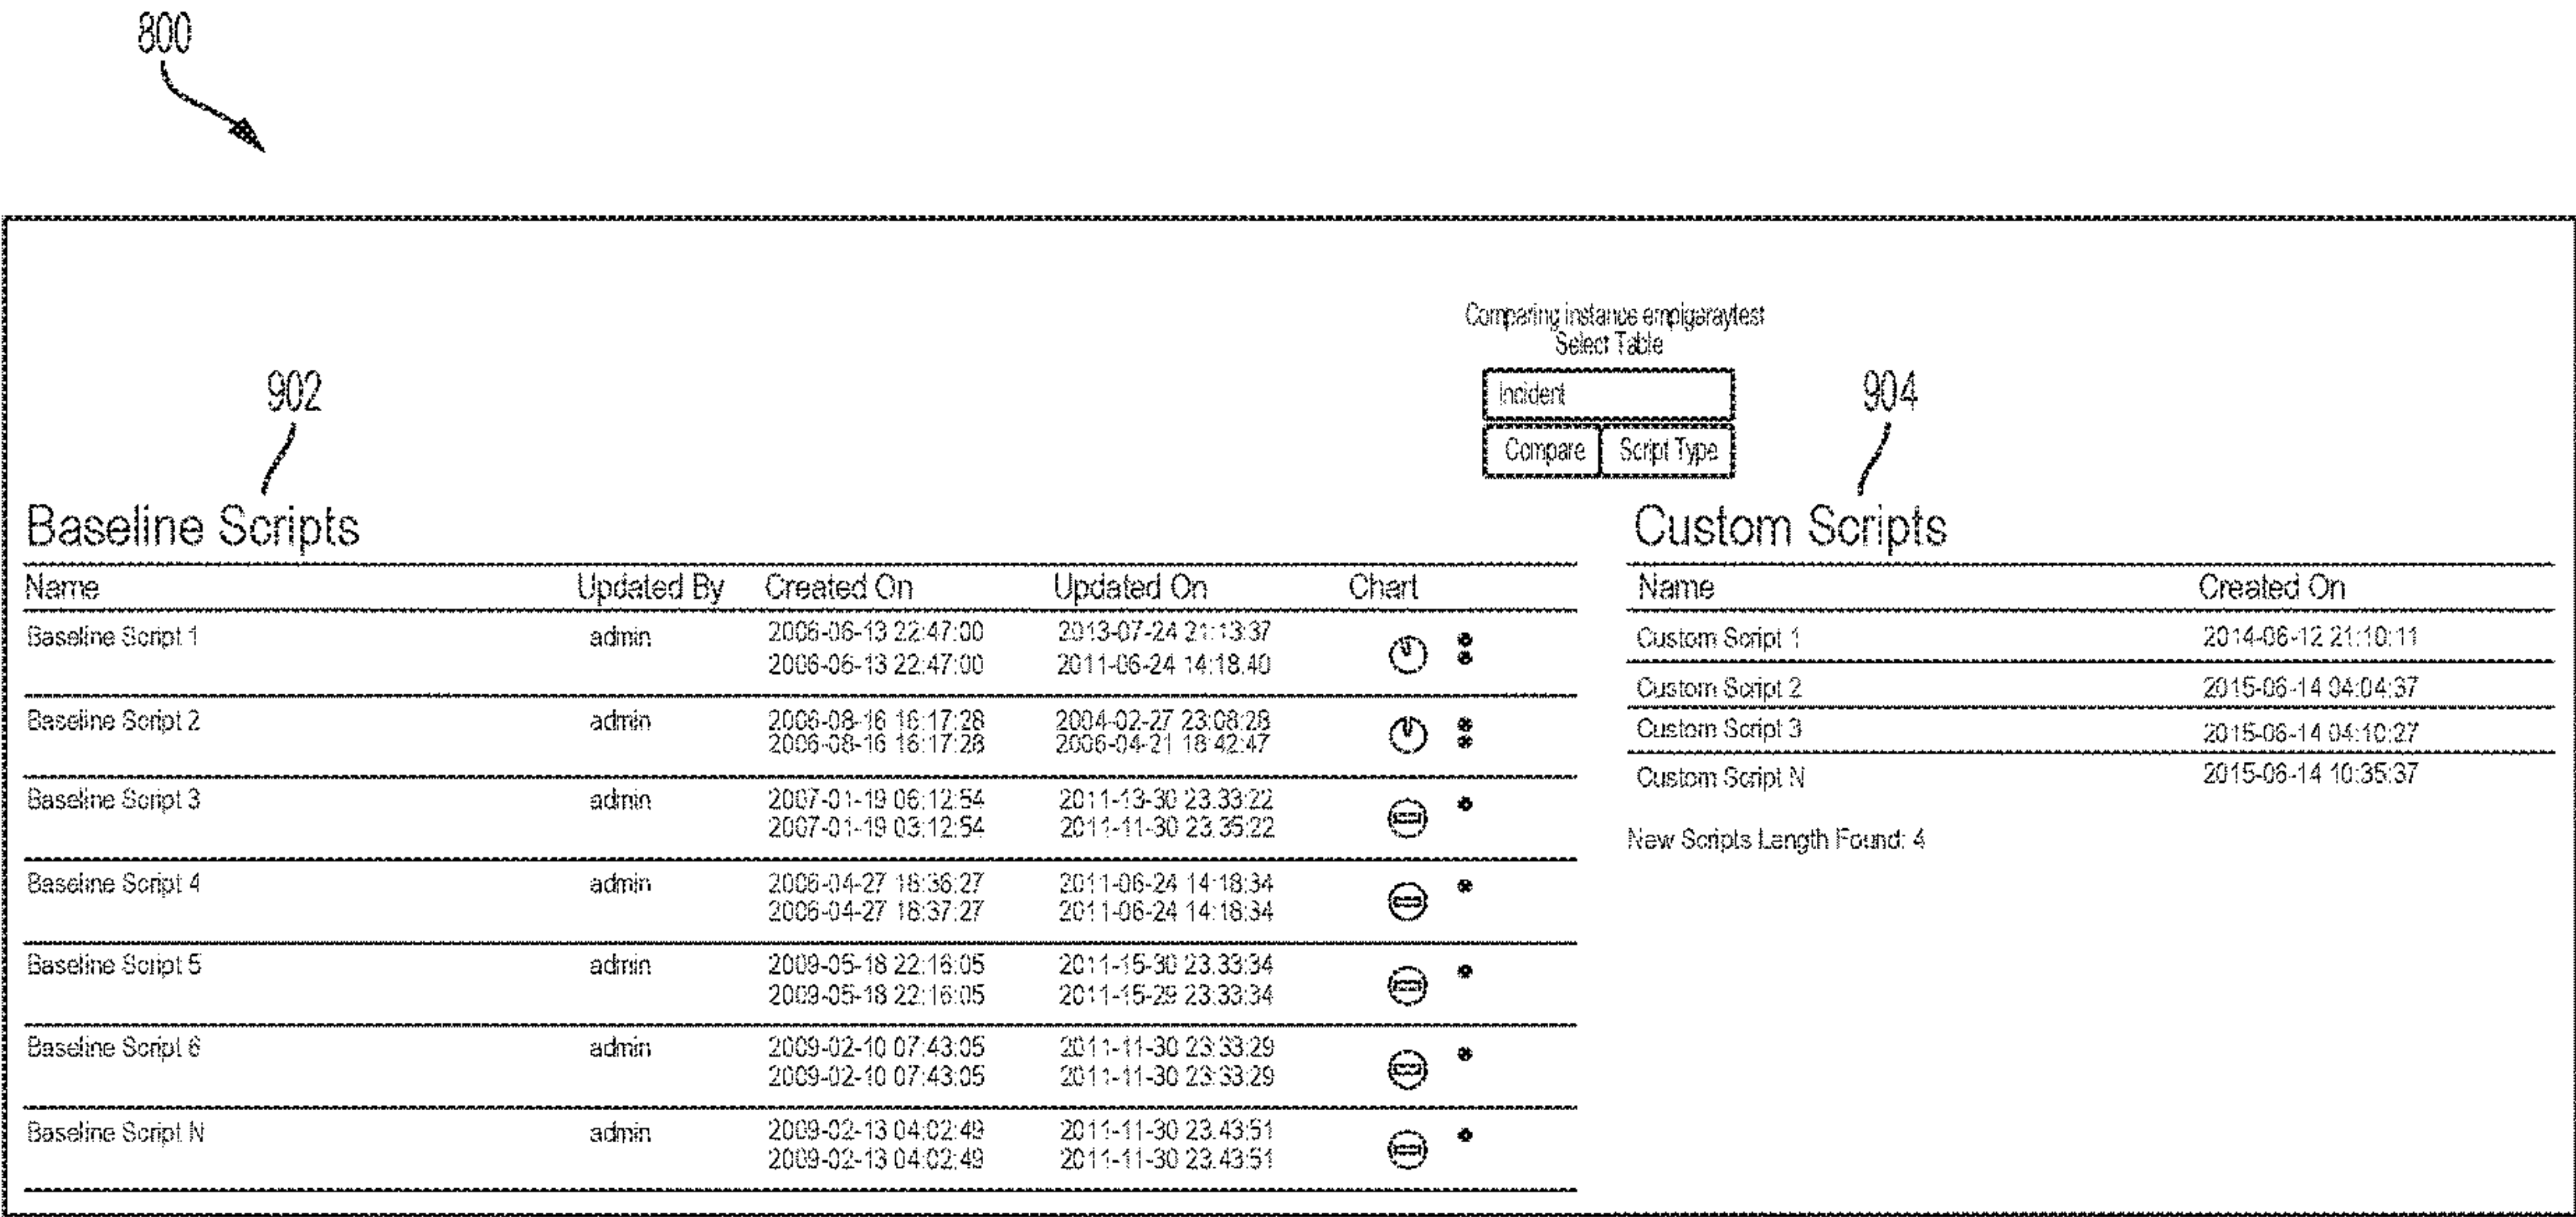 800
Comparing instance empigaraytest
Select Table
Incident
Compare Script Type
902
904
Baseline Scripts
Name Updated By Created On Updated On Chart
Baseline Script 1 admin 2006-06-13 22:47:00 2013-07-24 21:13:37
2006-06-13 22:47:00 2011-06-24 14:18.40
Baseline Script 2 admin 2006-08-16 16:17:28 2004-02-27 23:08:28
2006-08-16 16:17:28 2006-04-21 18:42:47
Baseline Script 3 admin 2007-01-19 06:12:54 2011-13-30 23.33:22
2007-01-19 03:12:54 2011-11-30 23.35:22
Baseline Script 4 admin 2006-04-27 18:36:27 2011-06-24 14:18:34
2006-04-27 18:37:27 2011-06-24 14:18:34
Baseline Script 5 admin 2009-05-18 22:16:05 2011-15-30 23.33:34
2009-05-18 22:16:05 2011-15-29 23:33:34
Baseline Script 6 admin 2009-02-10 07:43:05 2011-11-30 23:33:29
2009-02-10 07:43:05 2011-11-30 23:33:29
Baseline Script N admin 2009-02-13 04:02:49 2011-11-30 23.43:51
2009-02-13 04:02:49 2011-11-30 23.43:51
Custom Scripts
Name Created On
Custom Script 1 2014-06-12 21:10:11
Custom Script 2 2015-06-14 04:04:37
Custom Script 3 2015-06-14 04:10:27
Custom Script N 2015-06-14 10:35:37
New Scripts Length Found: 4